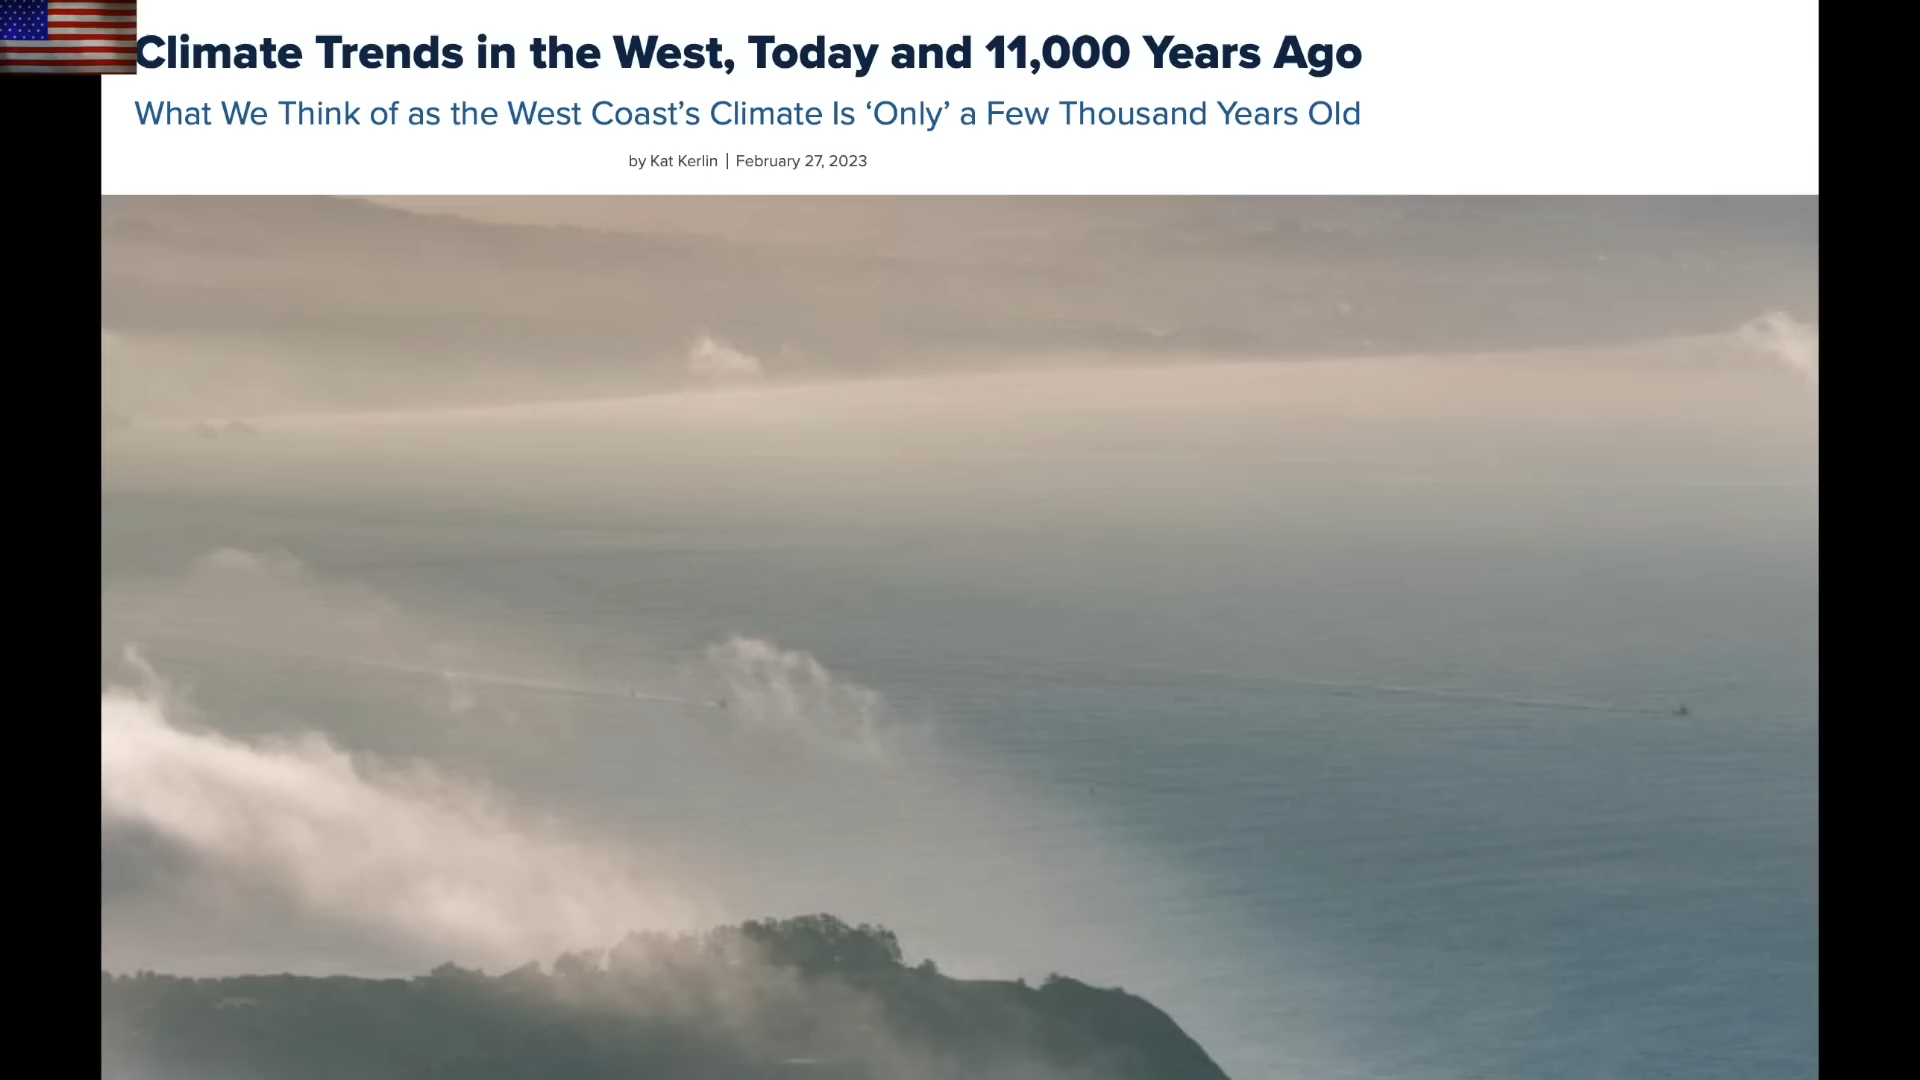 Climate Trends in the West, Today and 11,000 Years Ago
What We Think of as the West Coast’s Climate Is ‘Only’ a Few Thousand Years Old
by Kat Kerlin | February 27, 2023